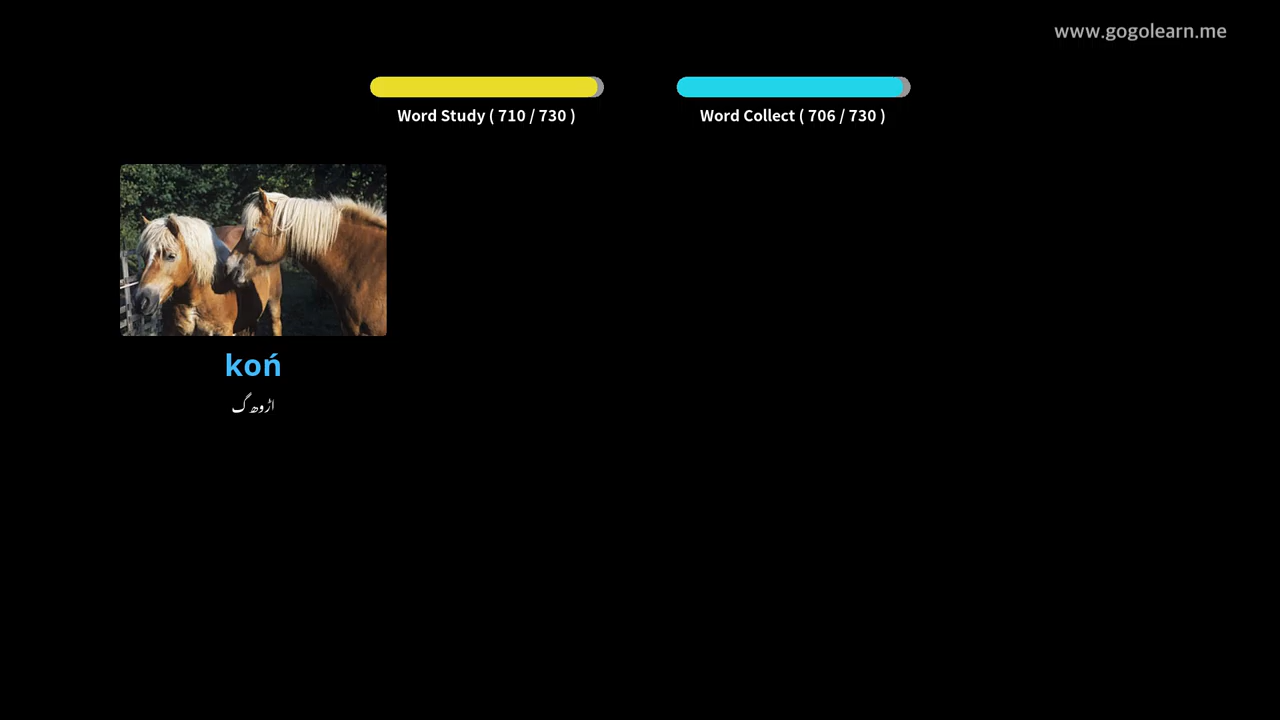 www.gogolearn.me
Word Study ( 710 / 730 )
Word Collect ( 706 / 730 )
koń
اڑوھ گ